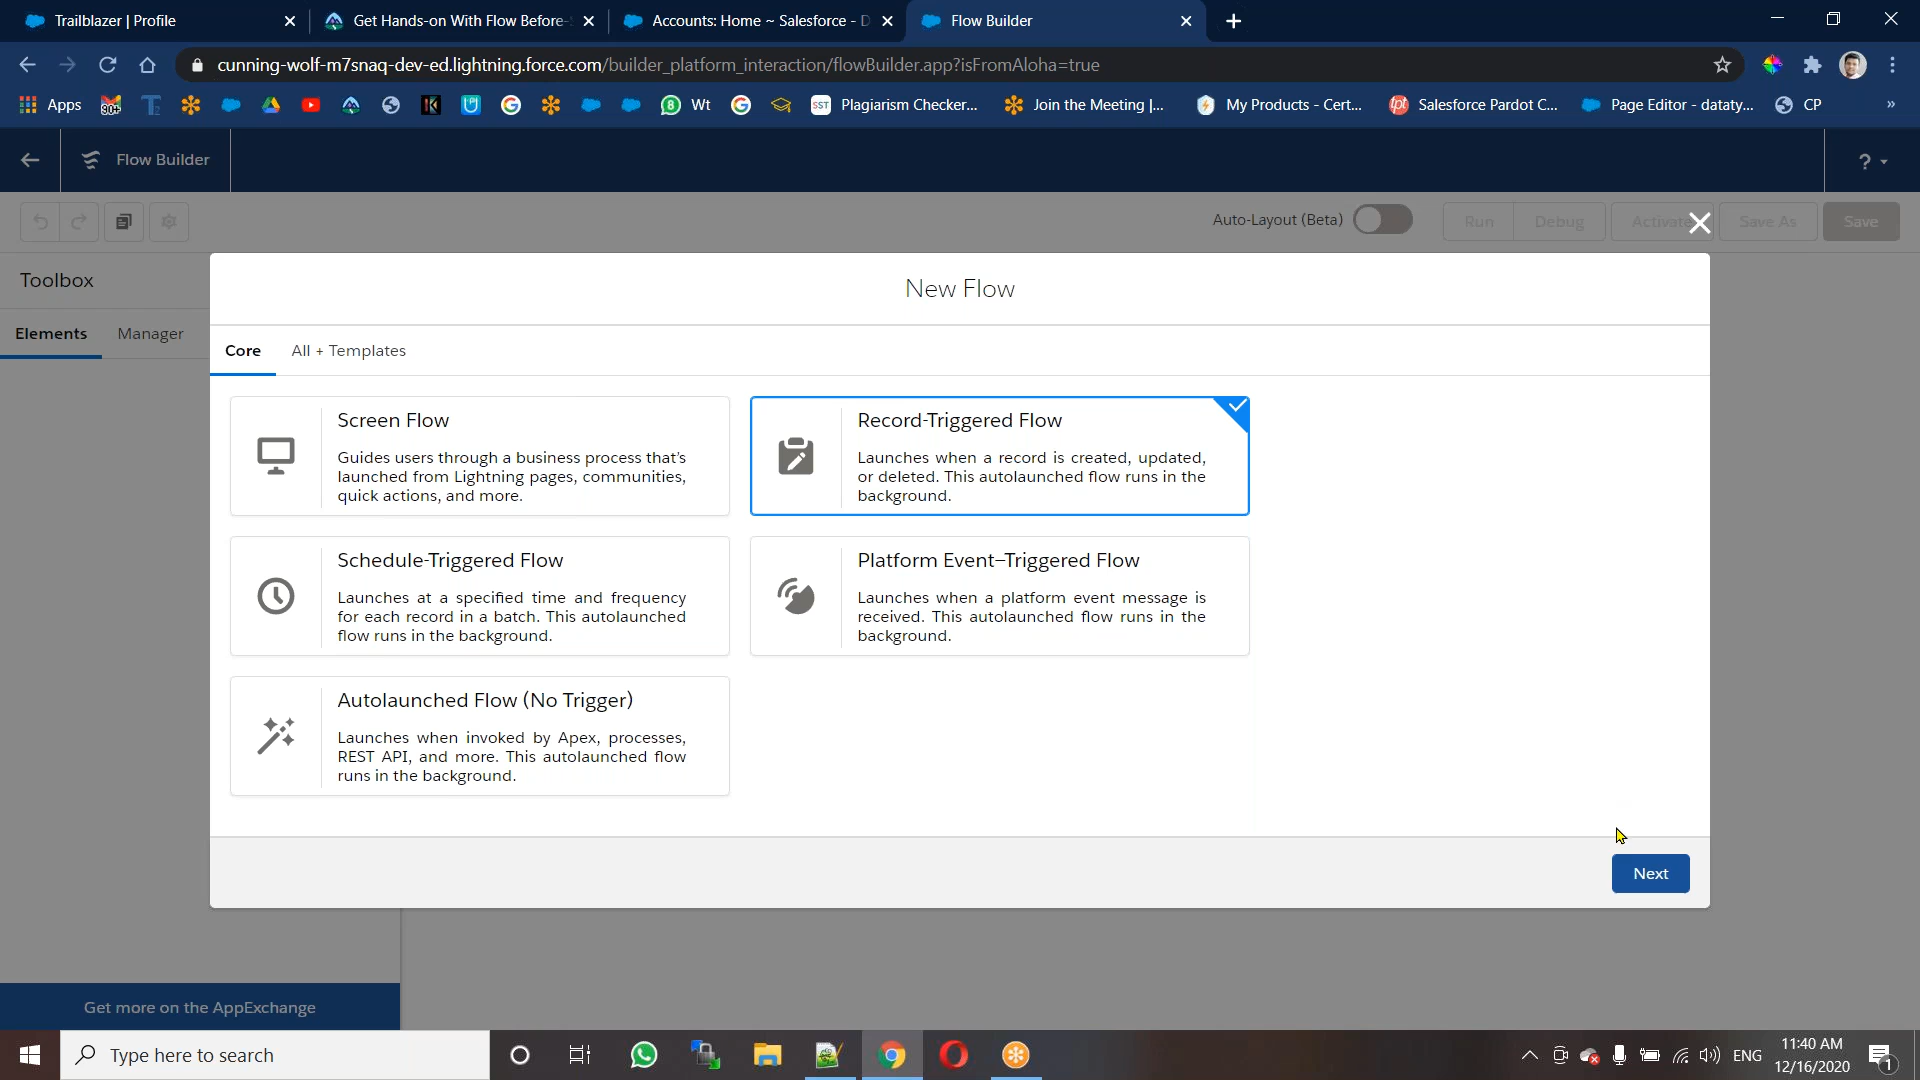 Trailblazer | Profile
Get Hands-on With Flow Before-
Accounts: Home ~ Salesforce - D
Flow Builder
cunning-wolf-m7snaq-dev-ed.lightning.force.com/builder_platform_interaction/flowBuilder.app?isFromAloha=true
Apps
Wt
Plagiarism Checker...
Join the Meeting |...
My Products - Cert...
Salesforce Pardot C...
Page Editor - dataty...
CP
»
Flow Builder
?
Auto-Layout (Beta)
Run
Debug
Activate
Save As
Save
Toolbox
Elements
Manager
New Flow
Core
All + Templates
Screen Flow
Guides users through a business process that's
launched from Lightning pages, communities,
quick actions, and more.
Record-Triggered Flow
Launches when a record is created, updated,
or deleted. This autolaunched flow runs in the
background.
Schedule-Triggered Flow
Launches at a specified time and frequency
for each record in a batch. This autolaunched
flow runs in the background.
Platform Event–Triggered Flow
Launches when a platform event message is
received. This autolaunched flow runs in the
background.
Autolaunched Flow (No Trigger)
Launches when invoked by Apex, processes,
REST API, and more. This autolaunched flow
runs in the background.
Next
Get more on the AppExchange
Type here to search
ENG
11:40 AM
12/16/2020
1